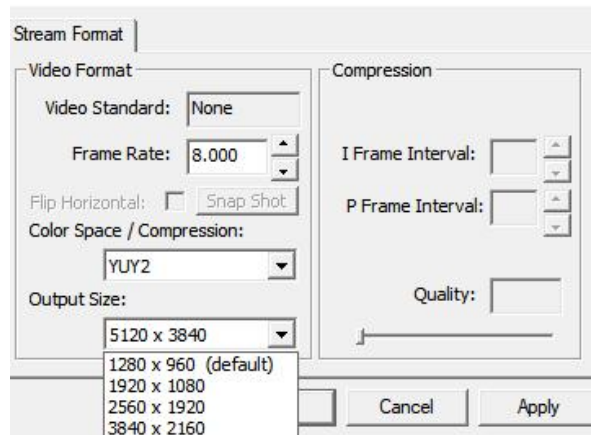 Stream Format
Video Format
Video Standard: None
Frame Rate: 8.000
Flip Horizontal: Snap Shot
Color Space / Compression:
YUY2
Output Size:
5120 x 3840
1280 x 960 (default)
1920 x 1080
2560 x 1920
3840 x 2160
Compression
I Frame Interval:
P Frame Interval:
Quality:
Cancel Apply